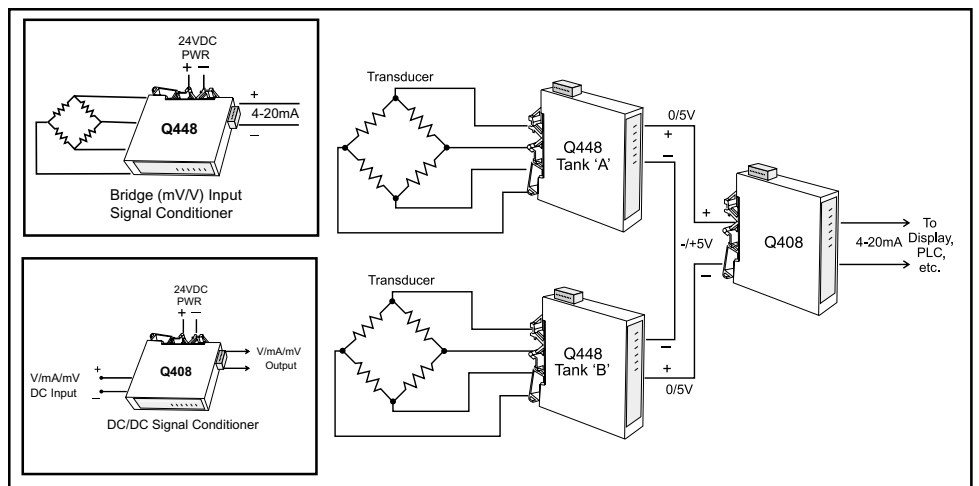 24VDC
PWR
+ –
+
4-20mA
–
Q448
Bridge (mV/V) Input
Signal Conditioner
24VDC
PWR
+ –
V/mA/mV
DC Input
+
–
Q408
V/mA/mV
Output
DC/DC Signal Conditioner
Transducer
Q448
Tank 'A'
0/5V
+
–
Transducer
Q448
Tank 'B'
–
+
0/5V
+
-/+5V
–
Q408
4-20mA
To
Display,
PLC,
etc.